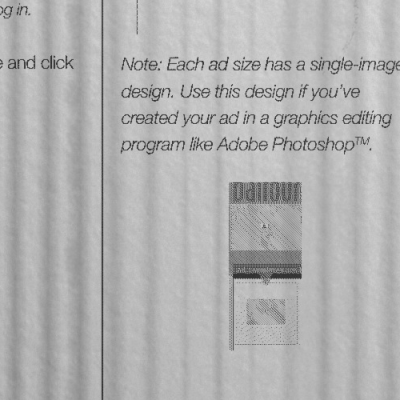 og in.
e and click
Note: Each ad size has a single-image
design. Use this design if you've
created your ad in a graphics editing
program like Adobe Photoshop™.
balfour